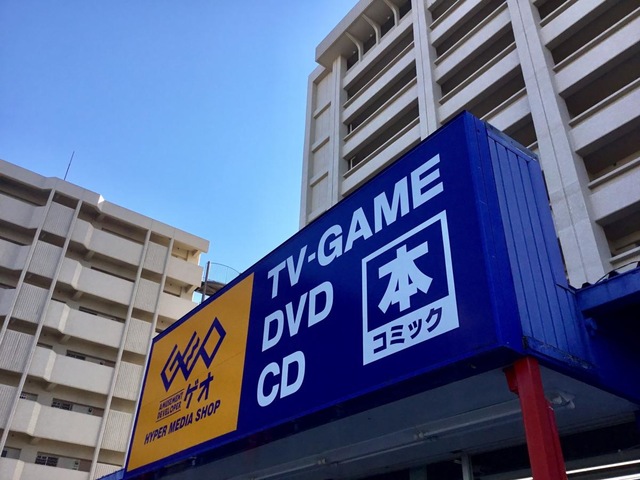 GEO
AMUSEMENT
DEVELOPER
ゲオ
HYPER MEDIA SHOP
TV-GAME
DVD
CD
本
コミック